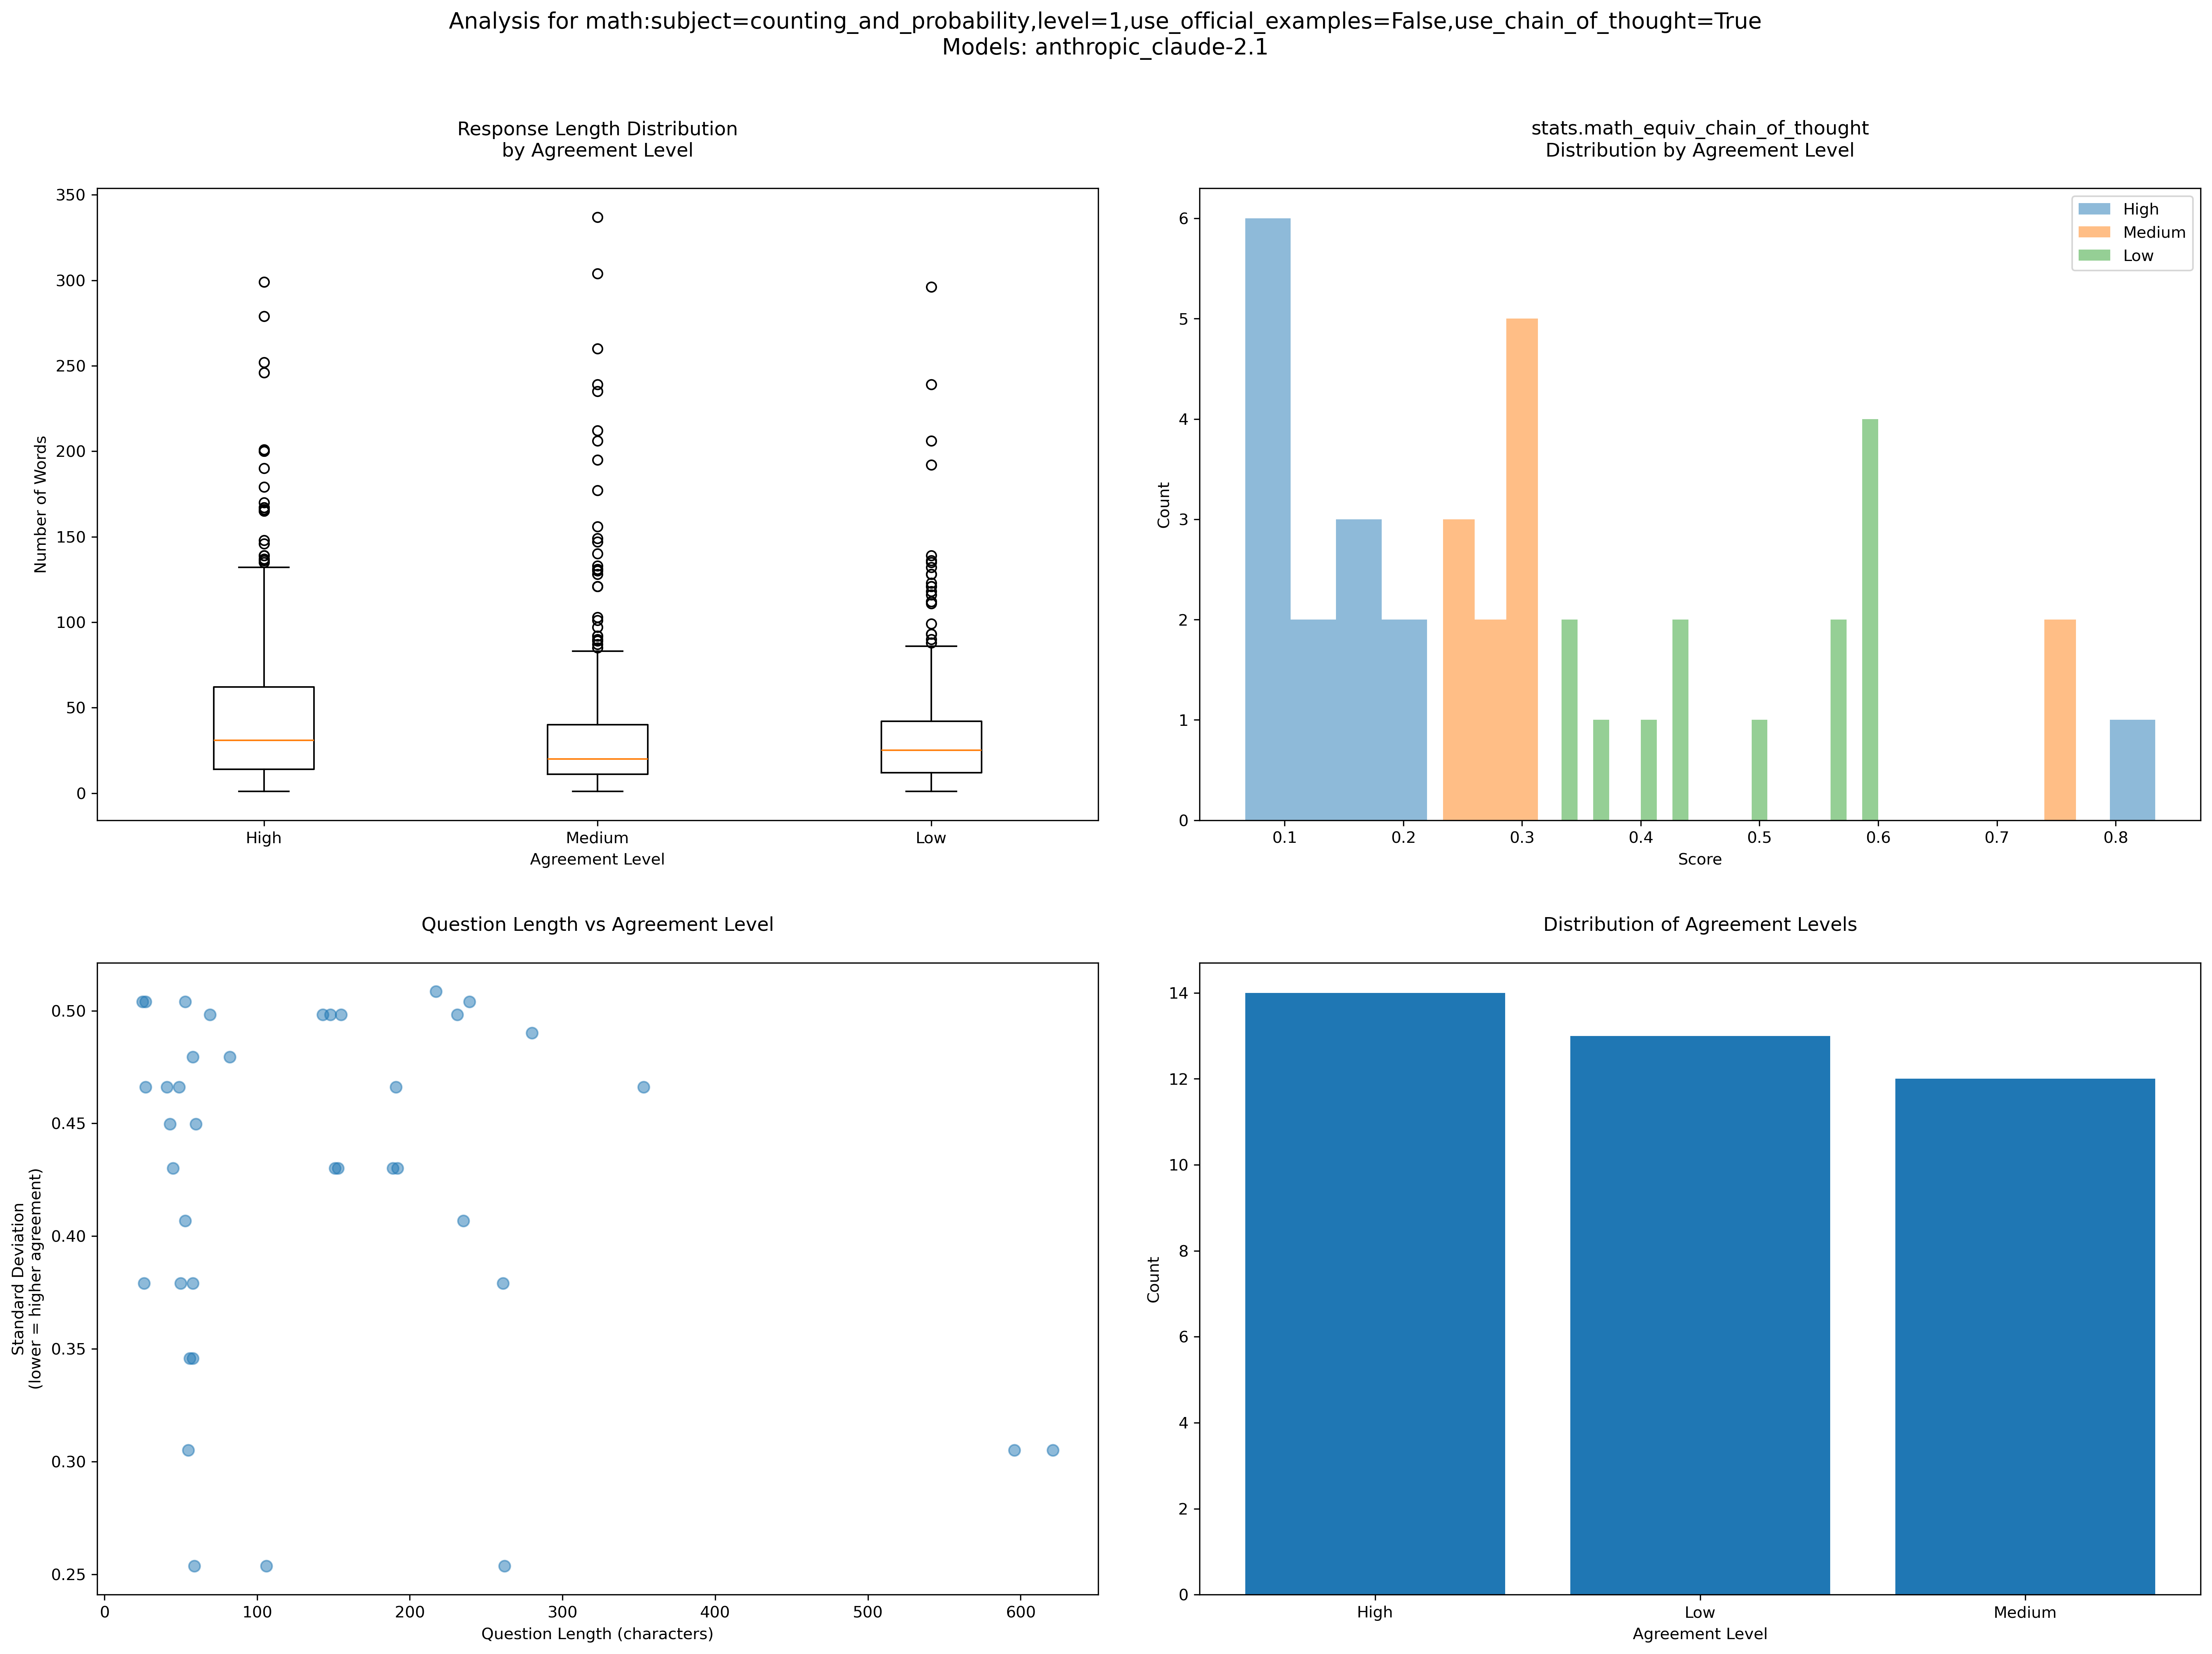 Analysis for math:subject=counting_and_probability,level=1,use_official_examples=False,use_chain_of_thought=True
Models: anthropic_claude-2.1
Response Length Distribution
by Agreement Level
350
300
250
200
150
100
50
0
Number of Words
High
Medium
Low
Agreement Level
stats.math_equiv_chain_of_thought
Distribution by Agreement Level
6
5
4
3
2
1
0
Count
High
Medium
Low
0.1
0.2
0.3
0.4
0.5
0.6
0.7
0.8
Score
Question Length vs Agreement Level
0.50
0.45
0.40
0.35
0.30
0.25
Standard Deviation
(lower = higher agreement)
0
100
200
300
400
500
600
Question Length (characters)
Distribution of Agreement Levels
14
12
10
8
6
4
2
0
Count
High
Low
Medium
Agreement Level